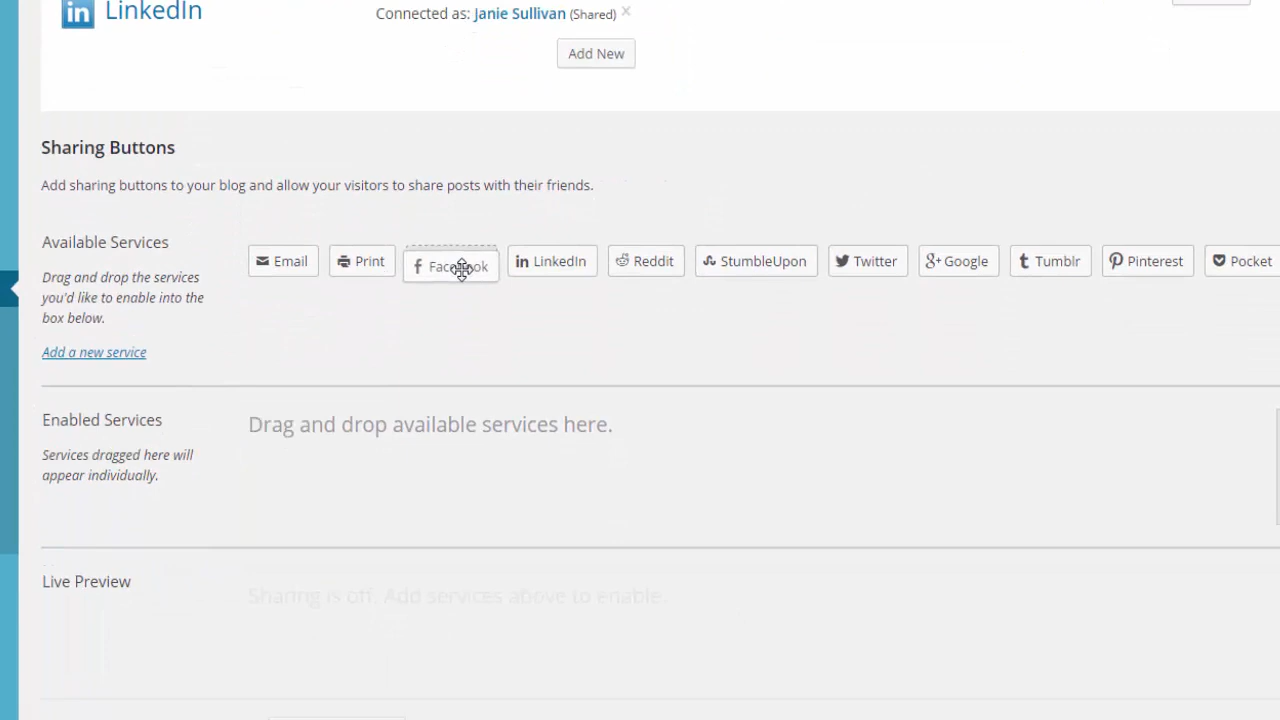 LinkedIn
Connected as: Janie Sullivan (Shared) ×
Add New
Sharing Buttons
Add sharing buttons to your blog and allow your visitors to share posts with their friends.
Available Services
Drag and drop the services
you'd like to enable into the
box below.
Add a new service
Email Print Facebook LinkedIn Reddit StumbleUpon Twitter Google Tumblr Pinterest Pocket
Enabled Services
Services dragged here will
appear individually.
Drag and drop available services here.
Live Preview
Sharing is off. Add services above to enable.